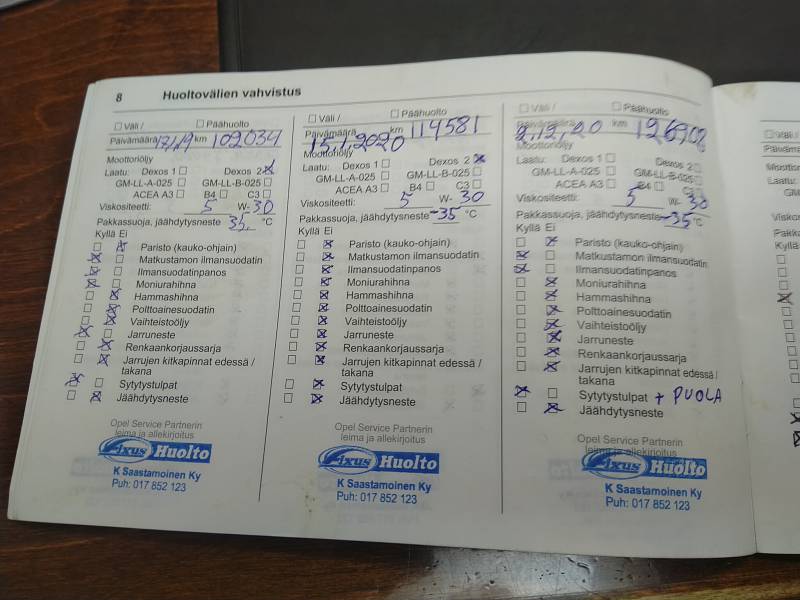 8 Huoltovälien vahvistus
☐ Väli / ☐ Päähuolto
Päivämäärä 17/1/19 km 102034
Moottoriöljy
Laatu: Dexos 1 ☐ Dexos 2 ☒
GM-LL-A-025 ☐ GM-LL-B-025 ☐
ACEA A3 ☐ B4 ☐ C3 ☐
Viskositeetti: 5 W- 30
Pakkassuoja, jäähdytysneste 35 °C
Kyllä Ei
☐ ☒ Paristo (kauko-ohjain)
☒ ☐ Matkustamon ilmansuodatin
☒ ☐ Ilmansuodatinpanos
☒ ☐ Moniurahihna
☐ ☒ Hammashihna
☐ ☒ Polttoainesuodatin
☐ ☒ Vaihteistoöljy
☒ ☐ Jarruneste
☐ ☒ Renkaankorjaussarja
☐ ☒ Jarrujen kitkapinnat edessä /
takana
☒ ☐ Sytytystulpat
☐ ☒ Jäähdytysneste
Opel Service Partnerin
leima ja allekirjoitus
Fixus Huolto
K Saastamoinen Ky
Puh: 017 852 123
☐ Väli / ☐ Päähuolto
Päivämäärä 15.1.2020 km 114581
Moottoriöljy
Laatu: Dexos 1 ☐ Dexos 2 ☒
GM-LL-A-025 ☐ GM-LL-B-025 ☐
ACEA A3 ☐ B4 ☐ C3 ☐
Viskositeetti: 5 W- 30
Pakkassuoja, jäähdytysneste -35 °C
Kyllä Ei
☐ ☒ Paristo (kauko-ohjain)
☐ ☒ Matkustamon ilmansuodatin
☐ ☒ Ilmansuodatinpanos
☐ ☒ Moniurahihna
☐ ☒ Hammashihna
☐ ☒ Polttoainesuodatin
☐ ☒ Vaihteistoöljy
☐ ☒ Jarruneste
☐ ☒ Renkaankorjaussarja
☐ ☒ Jarrujen kitkapinnat edessä /
takana
☐ ☒ Sytytystulpat
☐ ☒ Jäähdytysneste
Opel Service Partnerin
leima ja allekirjoitus
Fixus Huolto
K Saastamoinen Ky
Puh: 017 852 123
☐ Väli / ☐ Päähuolto
Päivämäärä 2.12.20 km 126908
Moottoriöljy
Laatu: Dexos 1 ☐ Dexos 2 ☐
GM-LL-A-025 ☐ GM-LL-B-025 ☐
ACEA A3 ☐ B4 ☐ C3 ☐
Viskositeetti: 5 W- 30
Pakkassuoja, jäähdytysneste -35 °C
Kyllä Ei
☐ ☒ Paristo (kauko-ohjain)
☒ ☐ Matkustamon ilmansuodatin
☒ ☐ Ilmansuodatinpanos
☐ ☒ Moniurahihna
☐ ☒ Hammashihna
☐ ☒ Polttoainesuodatin
☐ ☒ Vaihteistoöljy
☐ ☒ Jarruneste
☐ ☒ Renkaankorjaussarja
☐ ☒ Jarrujen kitkapinnat edessä /
takana
☒ ☐ Sytytystulpat + PUOLA
☐ ☒ Jäähdytysneste
Opel Service Partnerin
leima ja allekirjoitus
Fixus Huolto
K Saastamoinen Ky
Puh: 017 852 123